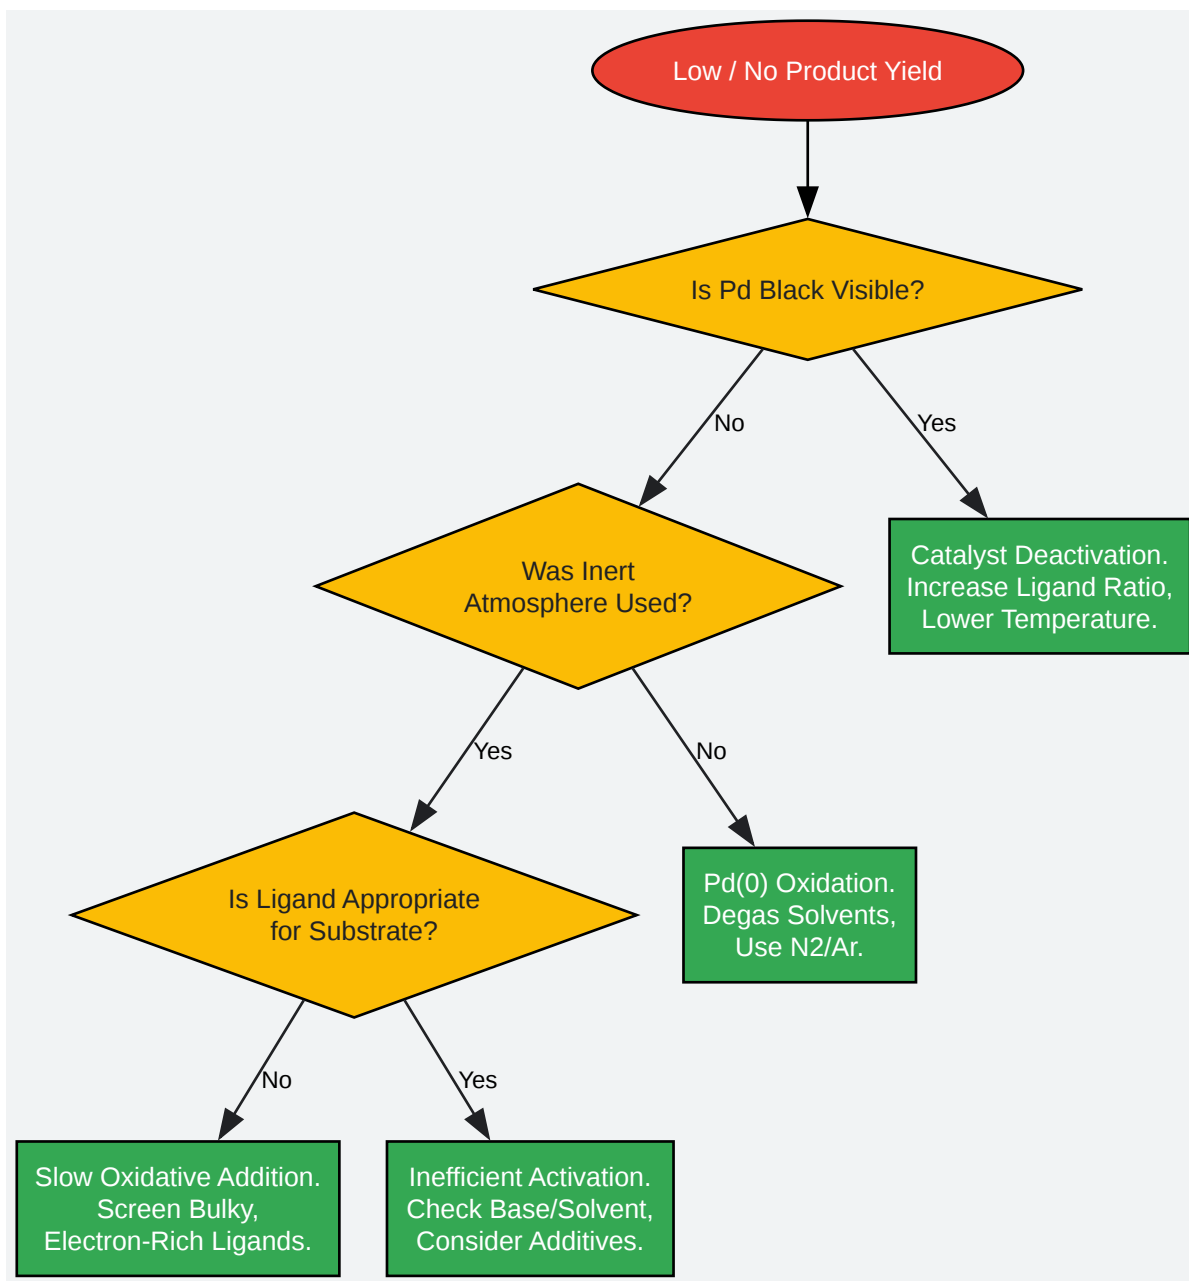 Low / No Product Yield
Is Pd Black Visible?
No
Yes
Was Inert
Atmosphere Used?
Catalyst Deactivation.
Increase Ligand Ratio,
Lower Temperature.
Yes
No
Is Ligand Appropriate
for Substrate?
Pd(0) Oxidation.
Degas Solvents,
Use N2/Ar.
No
Yes
Slow Oxidative Addition.
Screen Bulky,
Electron-Rich Ligands.
Inefficient Activation.
Check Base/Solvent,
Consider Additives.